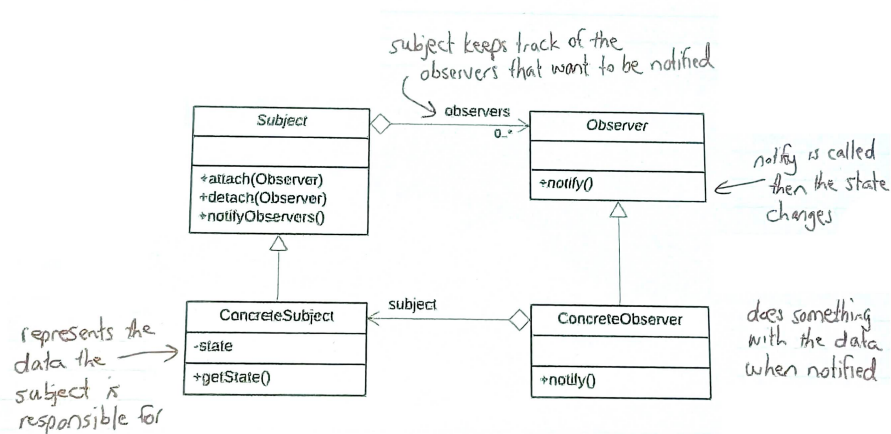 subject keeps track of the
observers that want to be notified
Subject
observers
0..*
Observer
+attach(Observer)
+detach(Observer)
+notifyObservers()
+notify()
notify is called
then the state
changes
ConcreteSubject
subject
ConcreteObserver
-state
+getState()
+notify()
represents the
data the
subject is
responsible for
does something
with the data
when notified